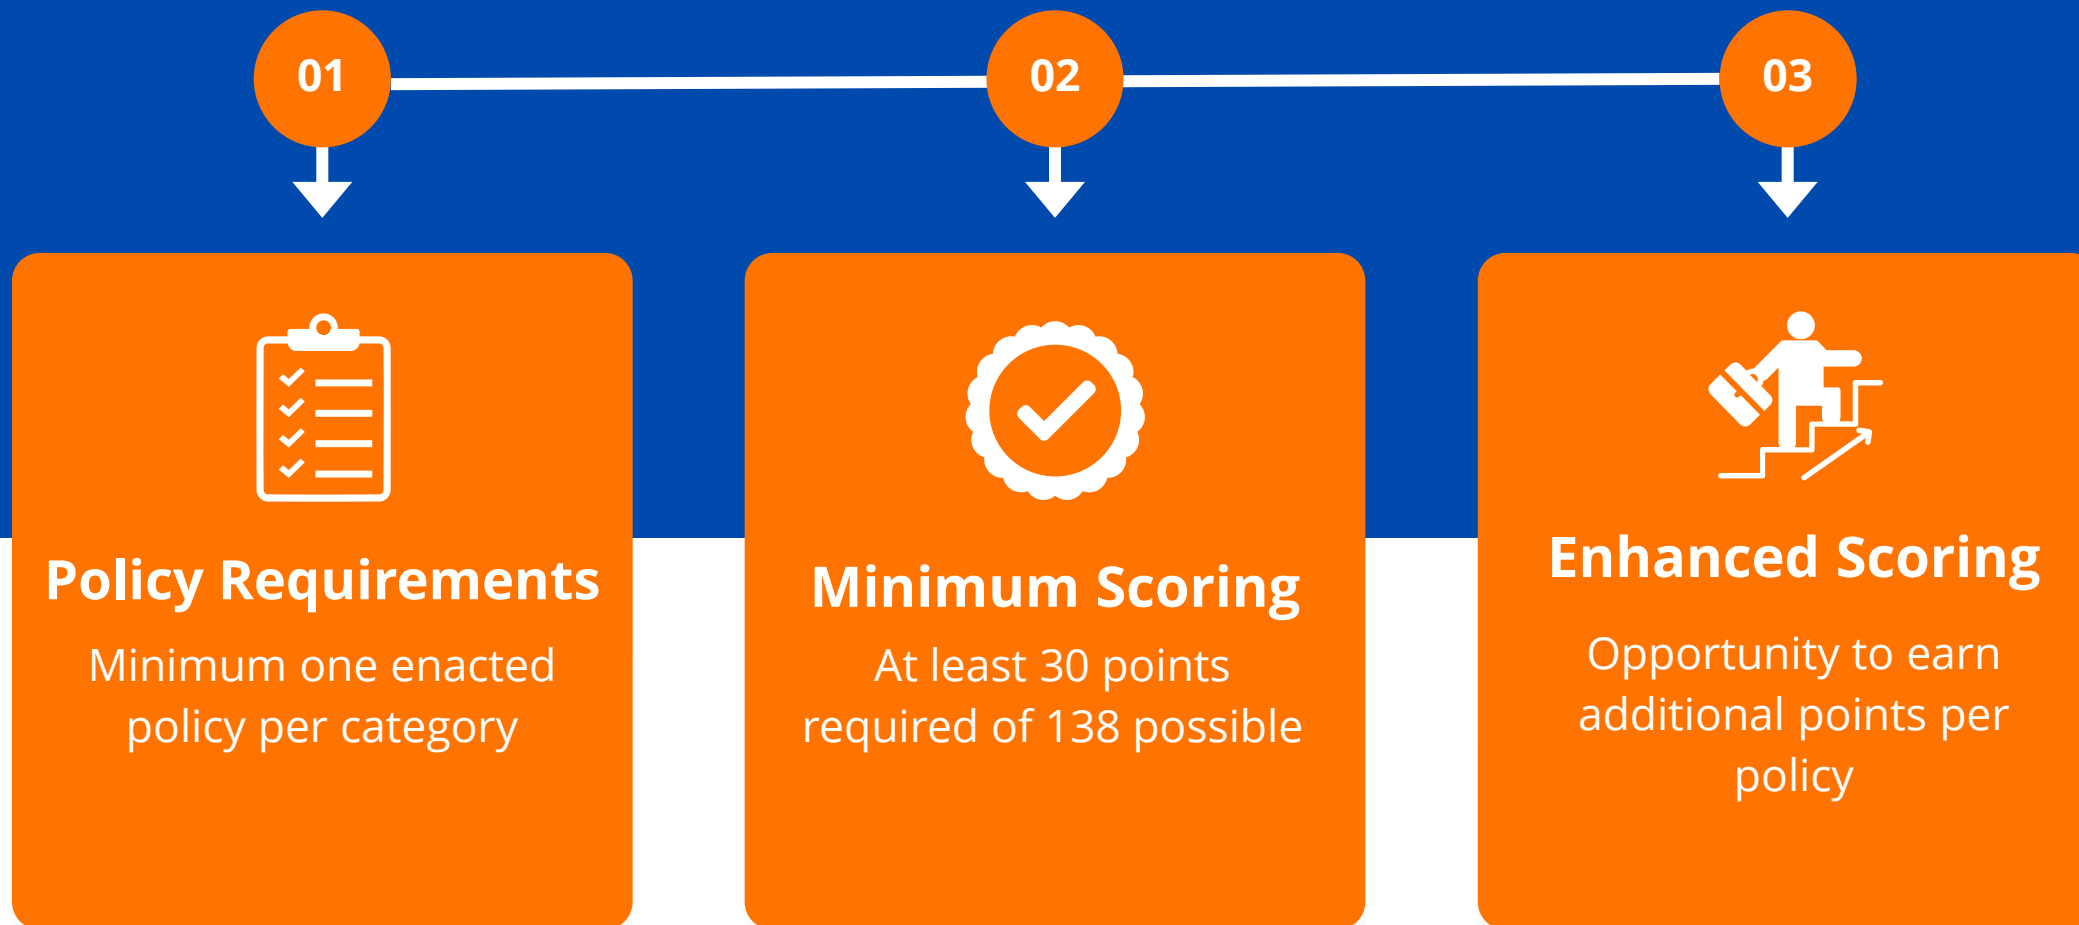 01
02
03
Policy Requirements
Minimum one enacted
policy per category
Minimum Scoring
At least 30 points
required of 138 possible
Enhanced Scoring
Opportunity to earn
additional points per
policy